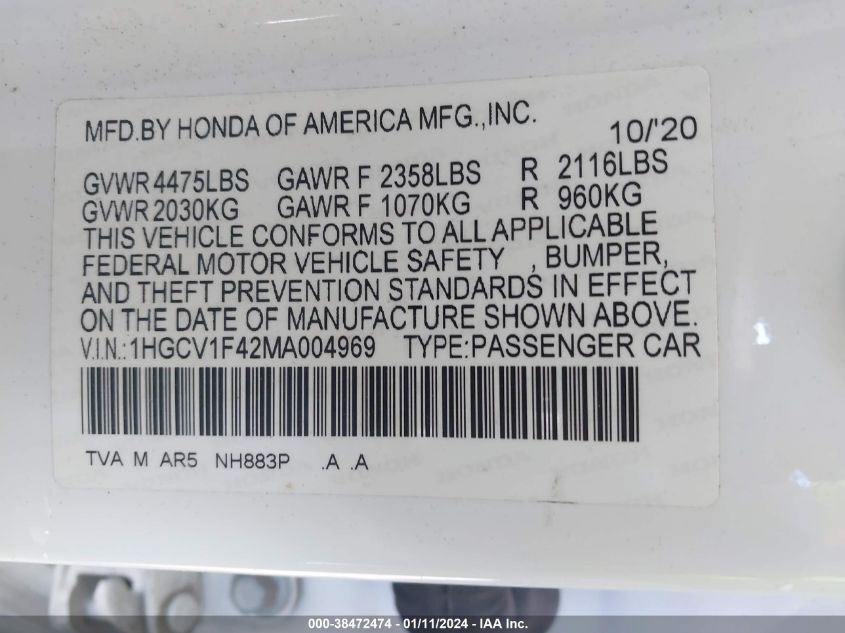 MFD.BY HONDA OF AMERICA MFG.,INC. 10/'20
GVWR 4475LBS GAWR F 2358LBS R 2116LBS
GVWR 2030KG GAWR F 1070KG R 960KG
THIS VEHICLE CONFORMS TO ALL APPLICABLE
FEDERAL MOTOR VEHICLE SAFETY , BUMPER,
AND THEFT PREVENTION STANDARDS IN EFFECT
ON THE DATE OF MANUFACTURE SHOWN ABOVE.
V.I.N.:1HGCV1F42MA004969 TYPE:PASSENGER CAR
TVA M AR5 NH883P .A .A
000-38472474 - 01/11/2024 - IAA Inc.